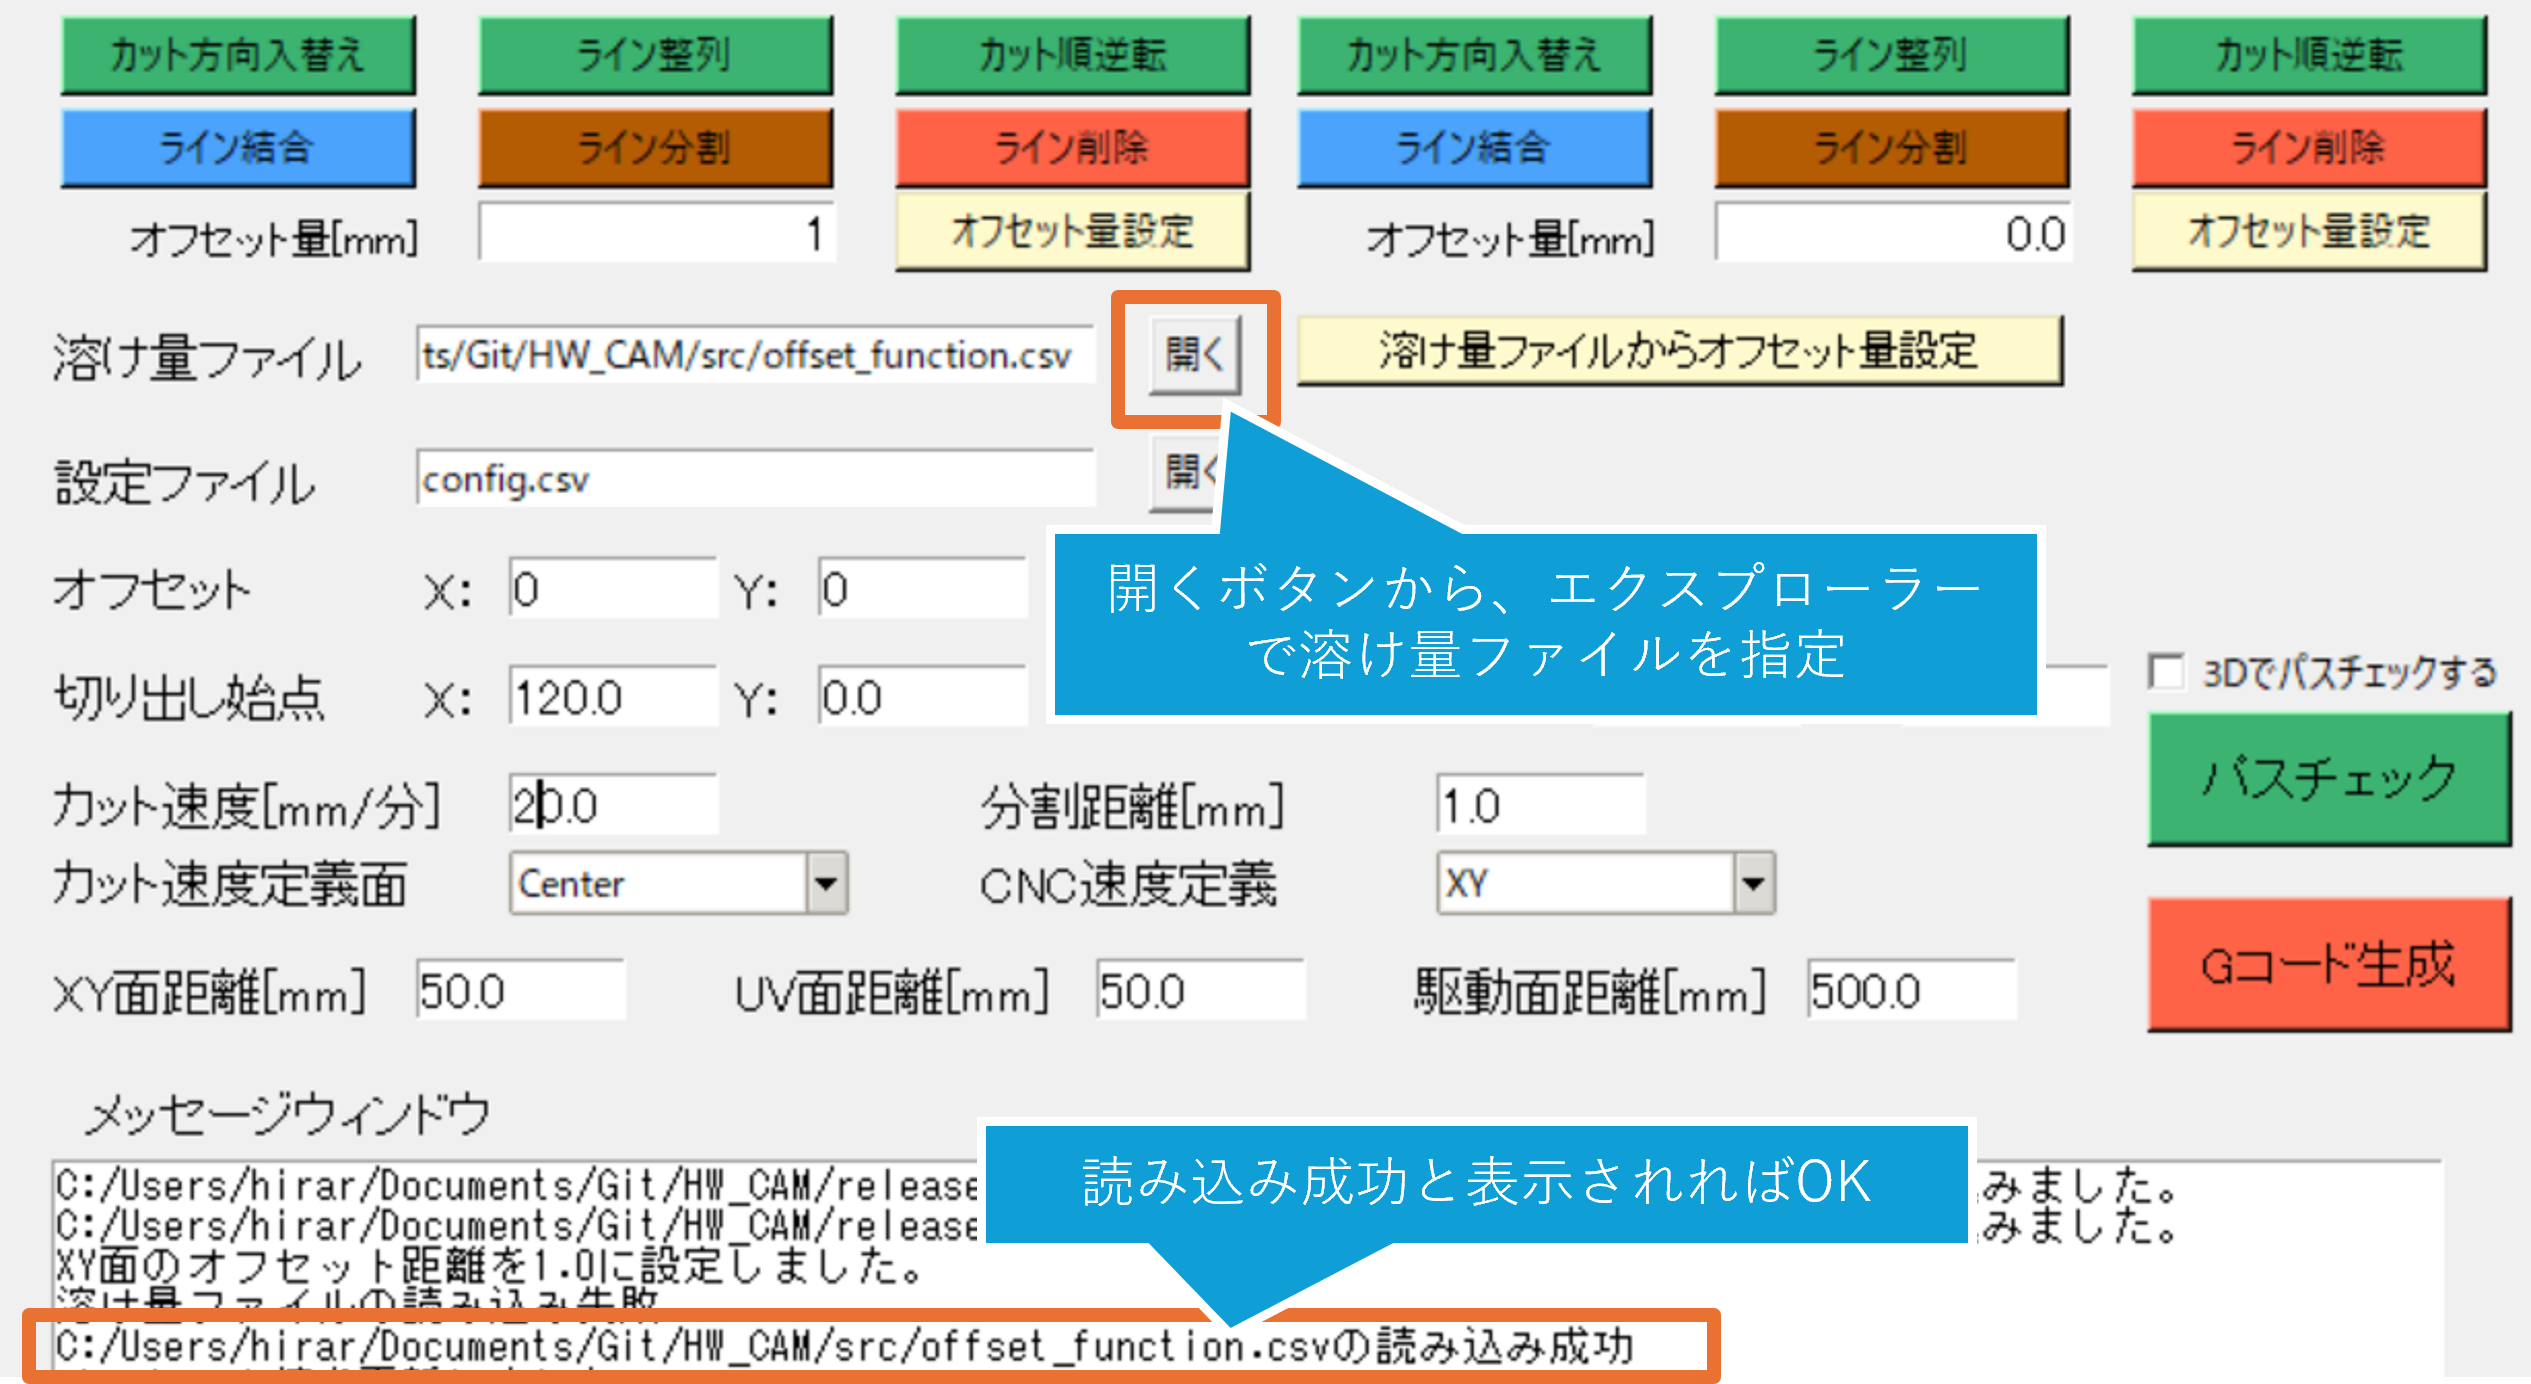 カット方向入替え ライン整列 カット順逆転 カット方向入替え ライン整列 カット順逆転
ライン結合 ライン分割 ライン削除 ライン結合 ライン分割 ライン削除
オフセット量[mm] 1 オフセット量設定 オフセット量[mm] 0.0 オフセット量設定
溶け量ファイル ts/Git/HW_CAM/src/offset_function.csv 開く 溶け量ファイルからオフセット量設定
設定ファイル config.csv 開く
オフセット X: 0 Y: 0
開くボタンから、エクスプローラー
で溶け量ファイルを指定
切り出し始点 X: 120.0 Y: 0.0
3Dでパスチェックする
パスチェック
カット速度[mm/分] 20.0 分割距離[mm] 1.0
カット速度定義面 Center CNC速度定義 XY
Gコード生成
XY面距離[mm] 50.0 UV面距離[mm] 50.0 駆動面距離[mm] 500.0
メッセージウィンドウ
読み込み成功と表示されればOK
C:/Users/hirar/Documents/Git/HW_CAM/release みました。
C:/Users/hirar/Documents/Git/HW_CAM/release みました。
XY面のオフセット距離を1.0に設定しました。
溶け量ファイルの読み込み失敗
C:/Users/hirar/Documents/Git/HW_CAM/src/offset_function.csvの読み込み成功